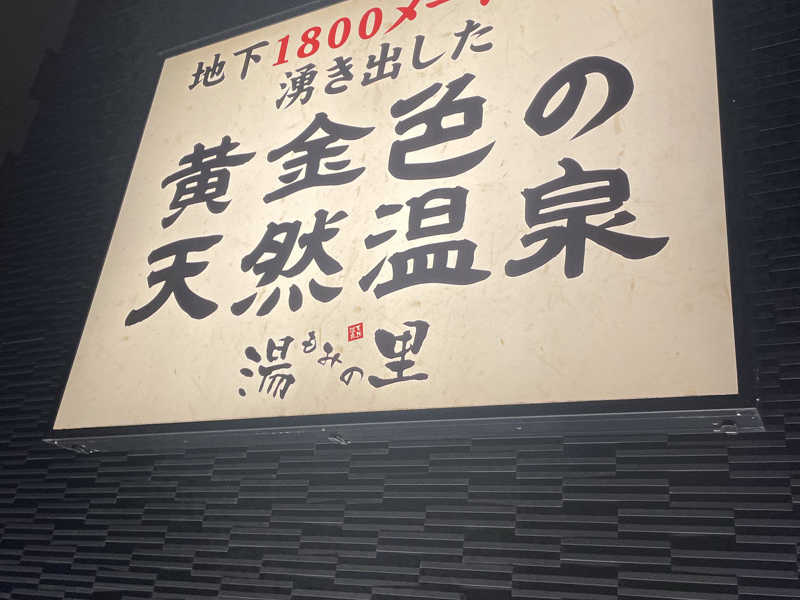 地下1800メー
湧き出した
黄金色の
天然温泉
湯もみの里